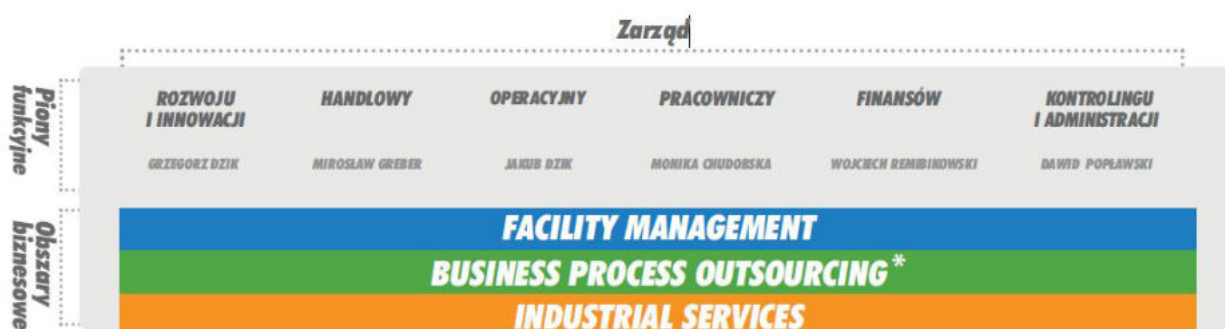 Zarząd
Piony
funkcyjne
ROZWOJU
I INNOWACJI
HANDLOWY
OPERACYJNY
PRACOWNICZY
FINANSÓW
KONTROLINGU
I ADMINISTRACJI
GRZEGORZ DZIK
MIROSŁAW GREBER
JAKUB DZIK
MONIKA CHUDOBSKA
WOJCIECH REMBIKOWSKI
DAWID POPŁAWSKI
Obszary
biznesowe
FACILITY MANAGEMENT
BUSINESS PROCESS OUTSOURCING*
INDUSTRIAL SERVICES